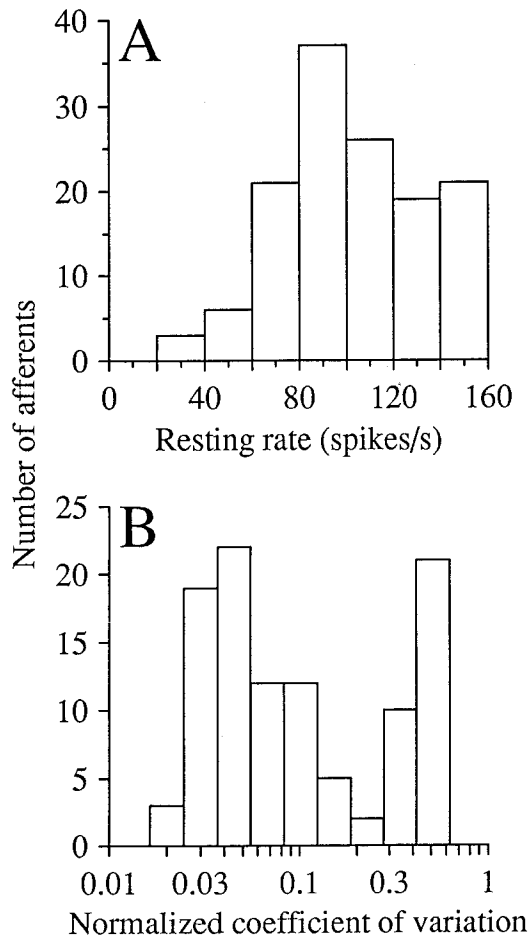 A
40
30
20
10
0
0 40 80 120 160
Resting rate (spikes/s)
Number of afferents
B
25
20
15
10
5
0
0.01 0.03 0.1 0.3 1
Normalized coefficient of variation